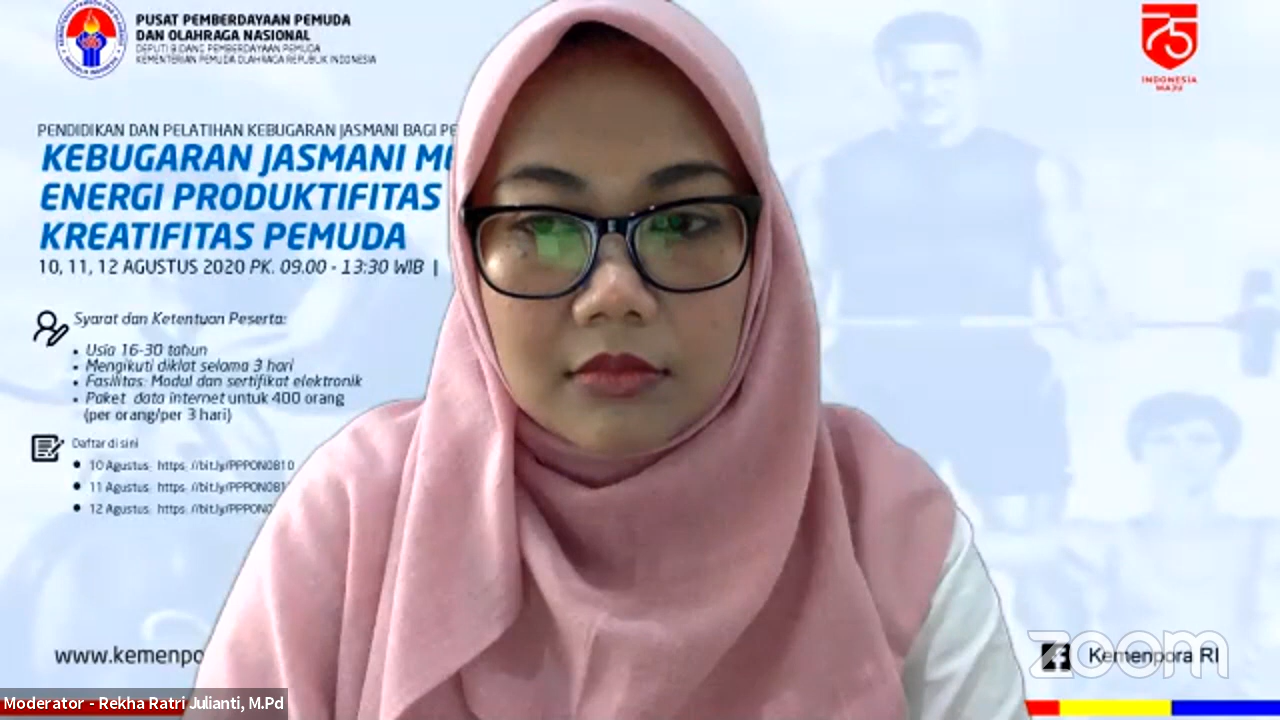 PUSAT PEMBERDAYAAN PEMUDA
DAN OLAHRAGA NASIONAL
DEPUTI BIDANG PEMBERDAYAAN PEMUDA
KEMENTERIAN PEMUDA OLAHRAGA REPUBLIK INDONESIA
75
INDONESIA
MAJU
PENDIDIKAN DAN PELATIHAN KEBUGARAN JASMANI BAGI PE
KEBUGARAN JASMANI MU
ENERGI PRODUKTIFITAS
KREATIFITAS PEMUDA
10, 11, 12 AGUSTUS 2020 PK. 09.00 - 13:30 WIB |
Syarat dan Ketentuan Peserta:
• Usia 16-30 tahun
• Mengikuti diklat selama 3 hari
• Fasilitas: Modul dan sertifikat elektronik
• Paket data internet untuk 400 orang
(per orang/per 3 hari)
Daftar di sini
• 10 Agustus: https://bit.ly/PPPON0810
• 11 Agustus: https://bit.ly/PPPON081
• 12 Agustus: https://bit.ly/PPPON0
www.kemenpo
zoom
Kemenpora RI
Moderator - Rekha Ratri Julianti, M.Pd